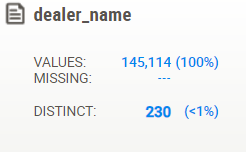 dealer_name
VALUES: 145,114 (100%)
MISSING: ---
DISTINCT: 230 (<1%)